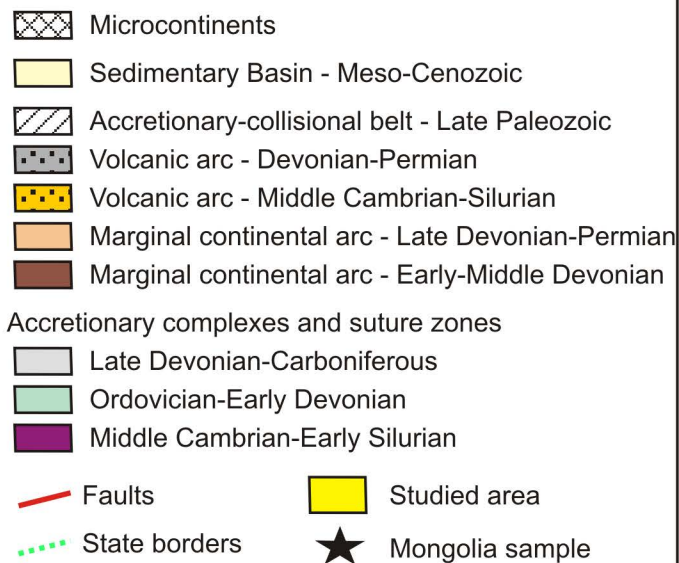 Microcontinents
Sedimentary Basin - Meso-Cenozoic
Accretionary-collisional belt - Late Paleozoic
Volcanic arc - Devonian-Permian
Volcanic arc - Middle Cambrian-Silurian
Marginal continental arc - Late Devonian-Permian
Marginal continental arc - Early-Middle Devonian
Accretionary complexes and suture zones
Late Devonian-Carboniferous
Ordovician-Early Devonian
Middle Cambrian-Early Silurian
Faults
Studied area
State borders
Mongolia sample